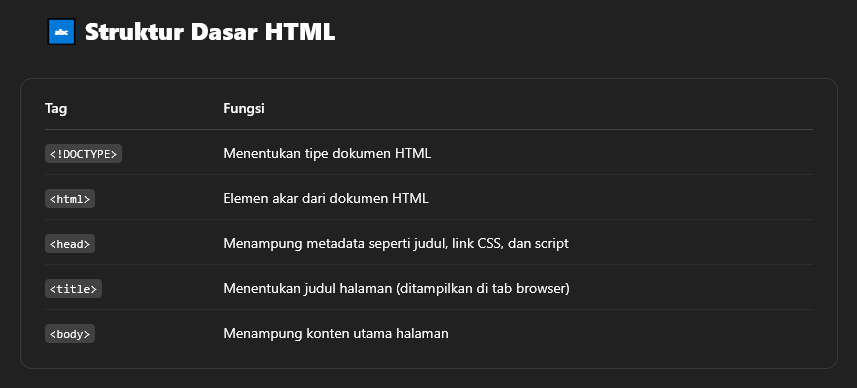 abc Struktur Dasar HTML
Tag Fungsi
<!DOCTYPE> Menentukan tipe dokumen HTML
<html> Elemen akar dari dokumen HTML
<head> Menampung metadata seperti judul, link CSS, dan script
<title> Menentukan judul halaman (ditampilkan di tab browser)
<body> Menampung konten utama halaman